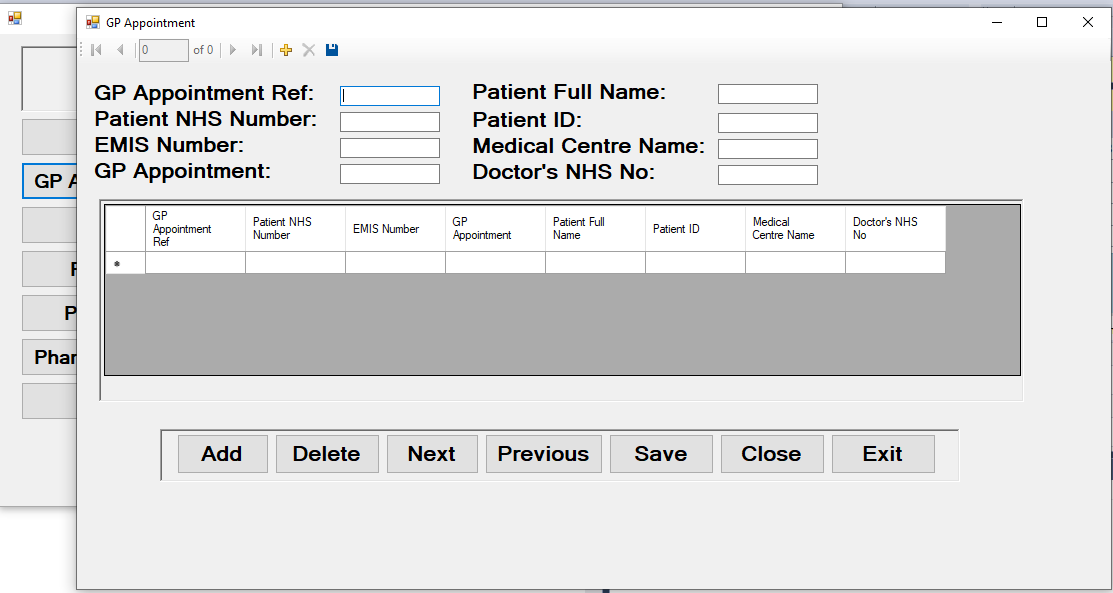 GP Appointment
0 of 0
GP Appointment Ref:
Patient NHS Number:
EMIS Number:
GP Appointment:
Patient Full Name:
Patient ID:
Medical Centre Name:
Doctor's NHS No:
GP
Appointment
Ref
Patient NHS
Number
EMIS Number
GP
Appointment
Patient Full
Name
Patient ID
Medical
Centre Name
Doctor's NHS
No
*
Add Delete Next Previous Save Close Exit
GP